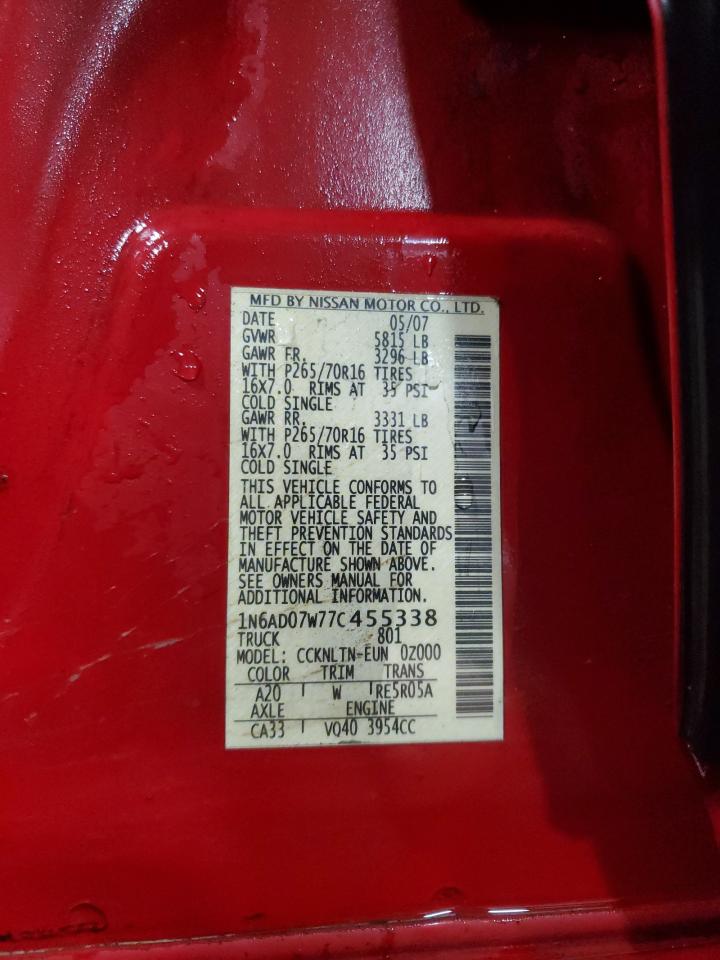 MFD BY NISSAN MOTOR CO., LTD.
DATE 05/07
GVWR 5815 LB
GAWR FR. 3296 LB
WITH P265/70R16 TIRES
16X7.0 RIMS AT 35 PSI
COLD SINGLE
GAWR RR. 3331 LB
WITH P265/70R16 TIRES
16X7.0 RIMS AT 35 PSI
COLD SINGLE
THIS VEHICLE CONFORMS TO
ALL APPLICABLE FEDERAL
MOTOR VEHICLE SAFETY AND
THEFT PREVENTION STANDARDS
IN EFFECT ON THE DATE OF
MANUFACTURE SHOWN ABOVE.
SEE OWNERS MANUAL FOR
ADDITIONAL INFORMATION.
1N6AD07W77C455338
TRUCK 801
MODEL: CCKNLTN-EUN 0Z000
COLOR TRIM TRANS
A20 W RE5R05A
AXLE ENGINE
CA33 VQ40 3954CC